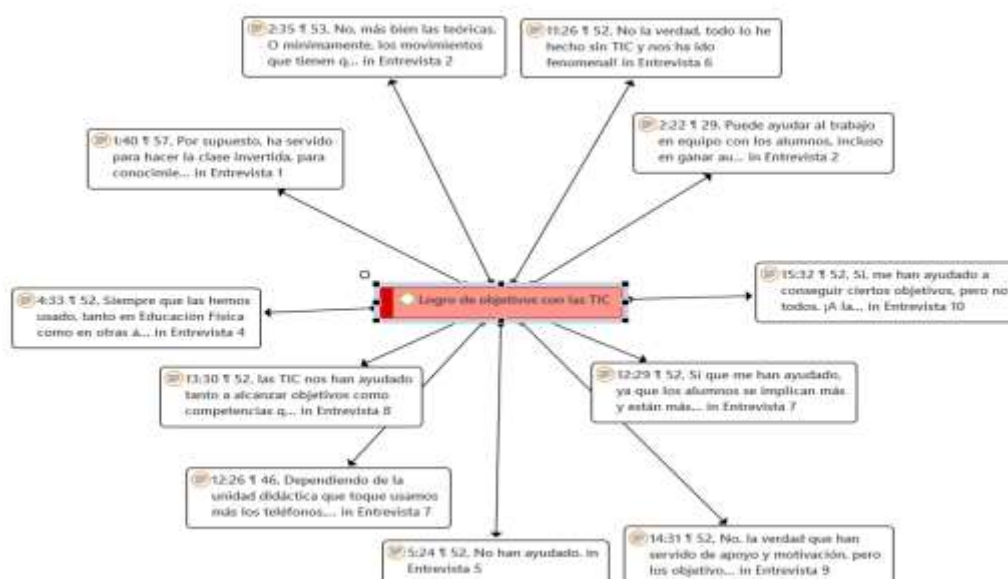 2:35 ¶ 53, No, más bien las teóricas.
O mínimamente, los movimientos
que tienen q... in Entrevista 2
11:26 ¶ 52, No la verdad, todo lo he
hecho sin TIC y nos ha ido
fenomenal! in Entrevista 6
1:40 ¶ 57, Por supuesto, ha servido
para hacer la clase invertida, para
conocimie... in Entrevista 1
2:22 ¶ 29, Puede ayudar al trabajo
en equipo con los alumnos, incluso
en ganar au... in Entrevista 2
Logro de objetivos con las TIC
15:32 ¶ 52, Si, me han ayudado a
conseguir ciertos objetivos, pero no
todos. ¡A la... in Entrevista 10
4:33 ¶ 52, Siempre que las hemos
usado, tanto en Educación Física
como en otras a... in Entrevista 4
13:30 ¶ 52, las TIC nos han ayudado
tanto a alcanzar objetivos como
competencias q... in Entrevista 8
12:29 ¶ 52, Si que me han ayudado,
ya que los alumnos se implican más
y están más... in Entrevista 7
12:26 ¶ 46, Dependiendo de la
unidad didáctica que toque usamos
más los teléfonos,... in Entrevista 7
5:24 ¶ 52, No han ayudado. in
Entrevista 5
14:31 ¶ 52, No, la verdad que han
servido de apoyo y motivación, pero
los objetivo... in Entrevista 9